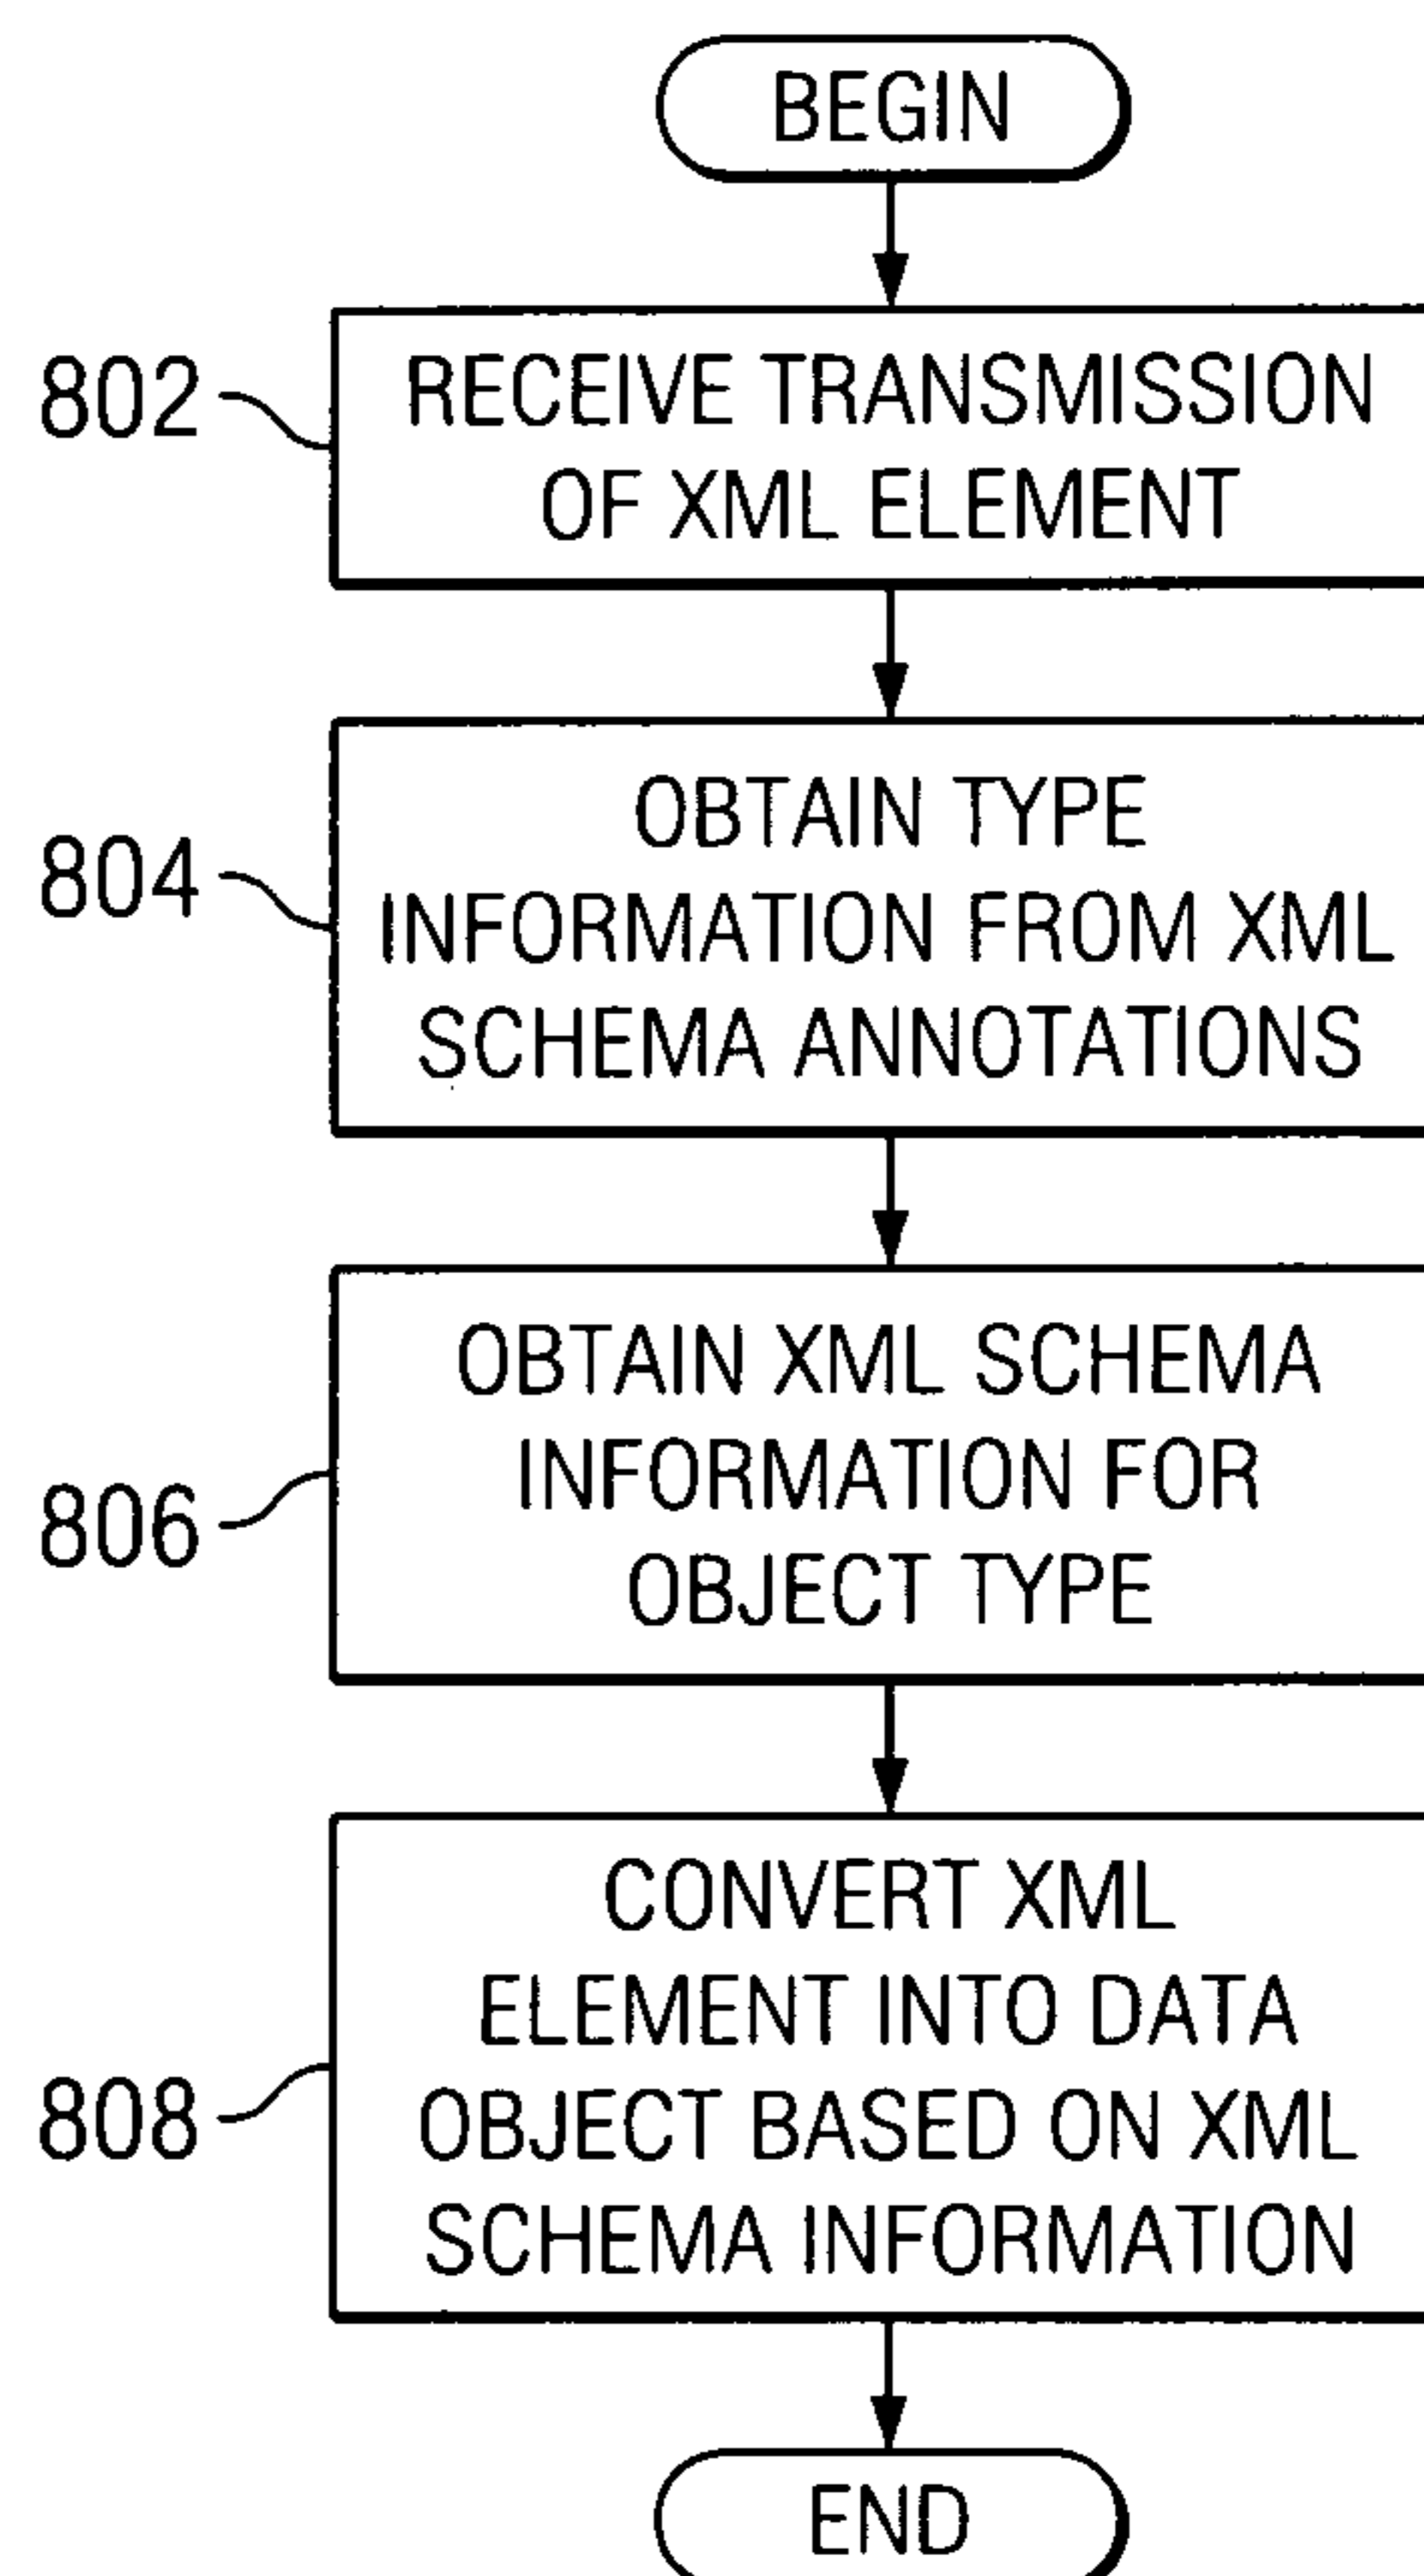 BEGIN
802
RECEIVE TRANSMISSION
OF XML ELEMENT
804
OBTAIN TYPE
INFORMATION FROM XML
SCHEMA ANNOTATIONS
806
OBTAIN XML SCHEMA
INFORMATION FOR
OBJECT TYPE
808
CONVERT XML
ELEMENT INTO DATA
OBJECT BASED ON XML
SCHEMA INFORMATION
END